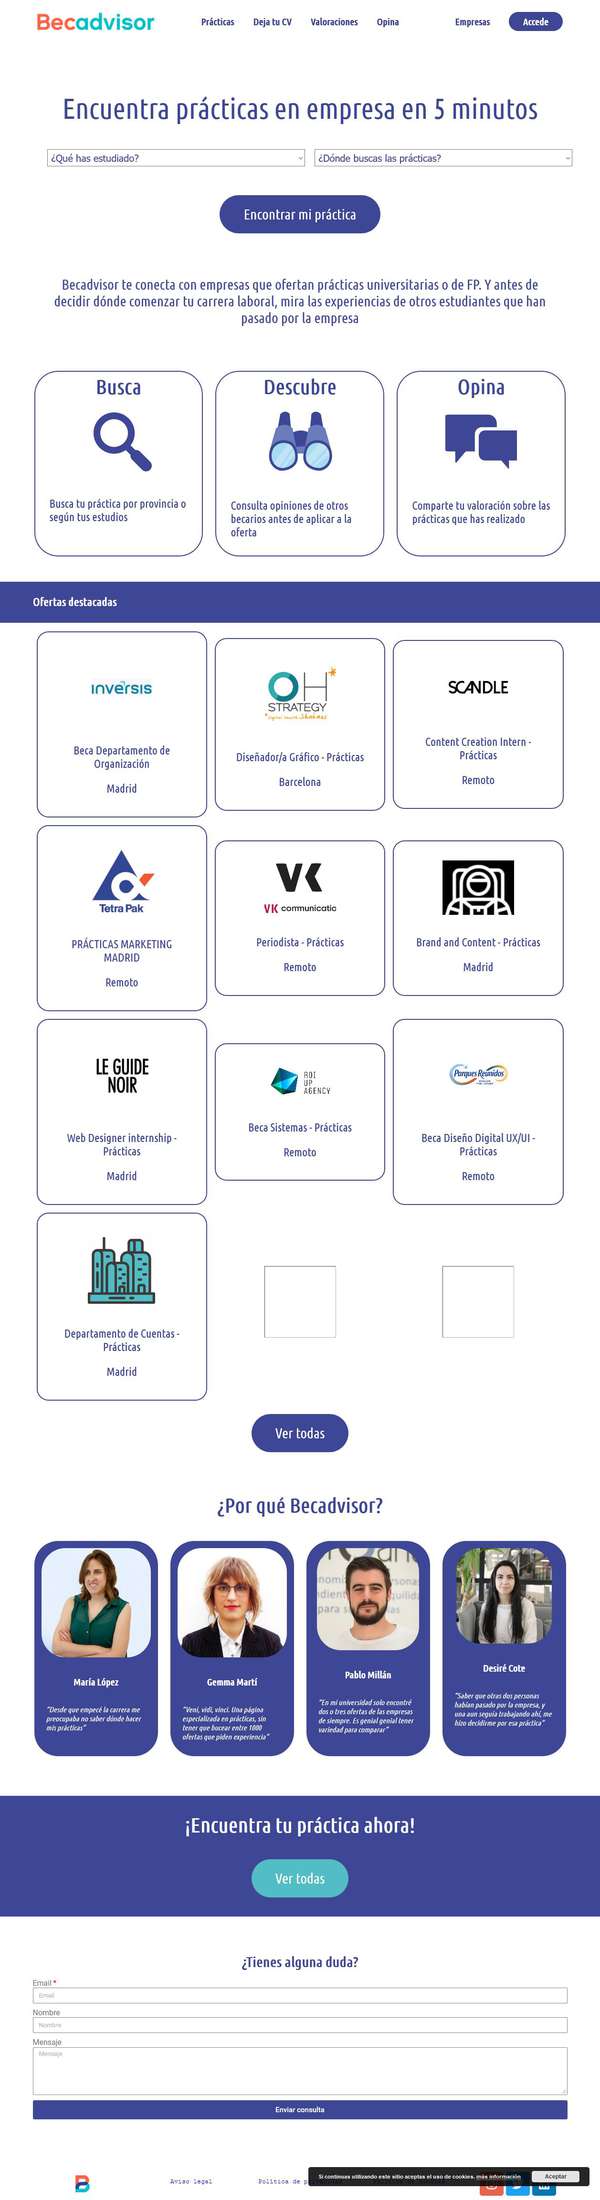 Becadvisor
Prácticas
Deja tu CV
Valoraciones
Opina
Empresas
Accede
Encuentra prácticas en empresa en 5 minutos
¿Qué has estudiado?
¿Dónde buscas las prácticas?
Encontrar mi práctica
Becadvisor te conecta con empresas que ofertan prácticas universitarias o de FP. Y antes de
decidir dónde comenzar tu carrera laboral, mira las experiencias de otros estudiantes que han
pasado por la empresa
Busca
Busca tu práctica por provincia o
según tus estudios
Descubre
Consulta opiniones de otros
becarios antes de aplicar a la
oferta
Opina
Comparte tu valoración sobre las
prácticas que has realizado
Ofertas destacadas
inversis
Beca Departamento de
Organización
Madrid
OH*
STRATEGY
Diseñador/a Gráfico - Prácticas
Barcelona
SCANDLE
Content Creation Intern -
Prácticas
Remoto
Tetra Pak
PRÁCTICAS MARKETING
MADRID
Remoto
VK
VK communicatic
Periodista - Prácticas
Remoto
Brand and Content - Prácticas
Madrid
LE GUIDE
NOIR
Web Designer internship -
Prácticas
Madrid
ROI
UP
AGENCY
Beca Sistemas - Prácticas
Remoto
Parques Reunidos
Beca Diseño Digital UX/UI -
Prácticas
Remoto
Departamento de Cuentas -
Prácticas
Madrid
Ver todas
¿Por qué Becadvisor?
María López
"Desde que empecé la carrera me
preocupaba no saber dónde hacer
mis prácticas"
Gemma Martí
"Veni, vidi, vinci. Una página
especializada en prácticas, sin
tener que bucear entre 1000
ofertas que piden experiencia"
Pablo Millán
"En mi universidad solo encontré
dos o tres ofertas de las empresas
de siempre. Es genial genial tener
variedad para comparar"
Desiré Cote
"Saber que otras dos personas
habían pasado por la empresa, y
una aun seguía trabajando ahí, me
hizo decidirme por esa práctica"
¡Encuentra tu práctica ahora!
Ver todas
¿Tienes alguna duda?
Email *
Email
Nombre
Nombre
Mensaje
Mensaje
Enviar consulta
Aviso legal
Política de
Si continuas utilizando este sitio aceptas el uso de cookies. más información
Aceptar